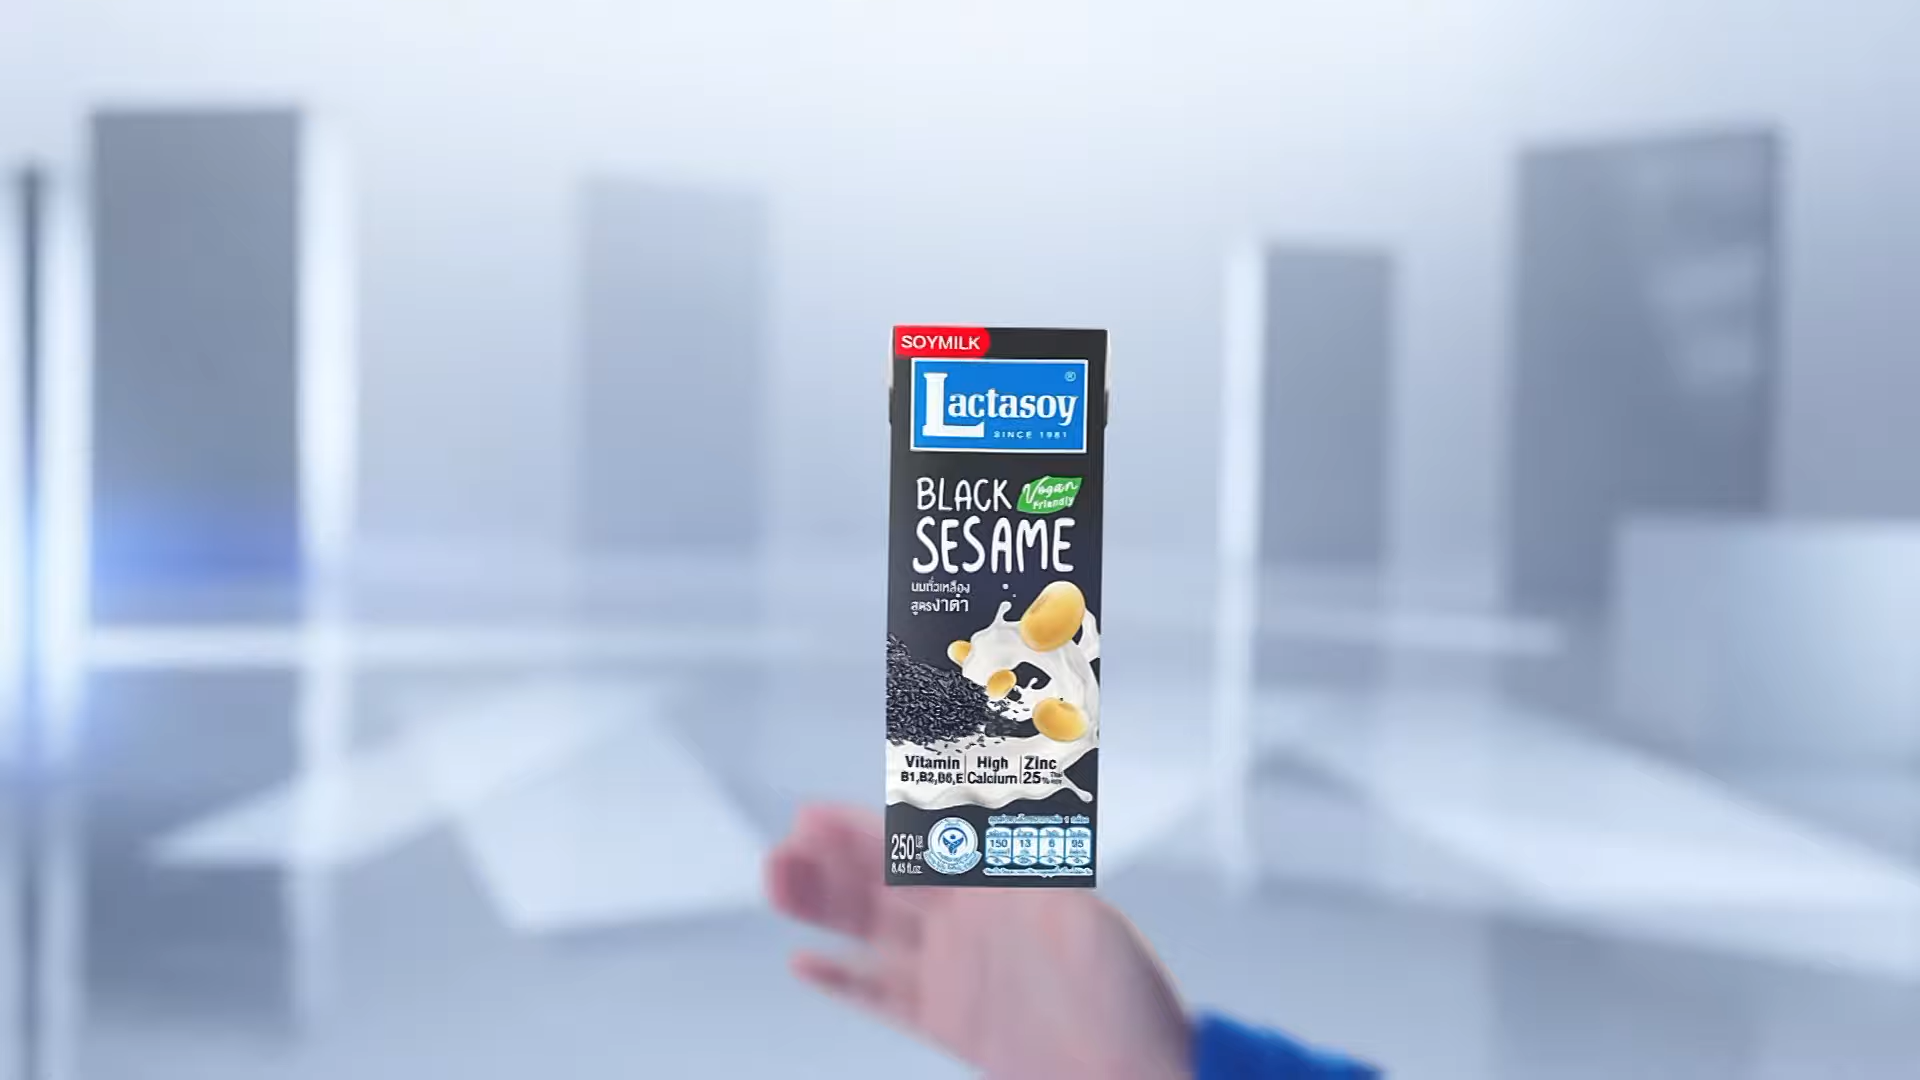 SOYMILK
Lactasoy ®
SINCE 1981
BLACK Vegan
Friendly
SESAME
นมถั่วเหลือง
สูตรงาดำ
Vitamin High Zinc
B1,B2,B6,E Calcium 25% Thai
250 ml
8.45 fl.oz.
150 13 6 95